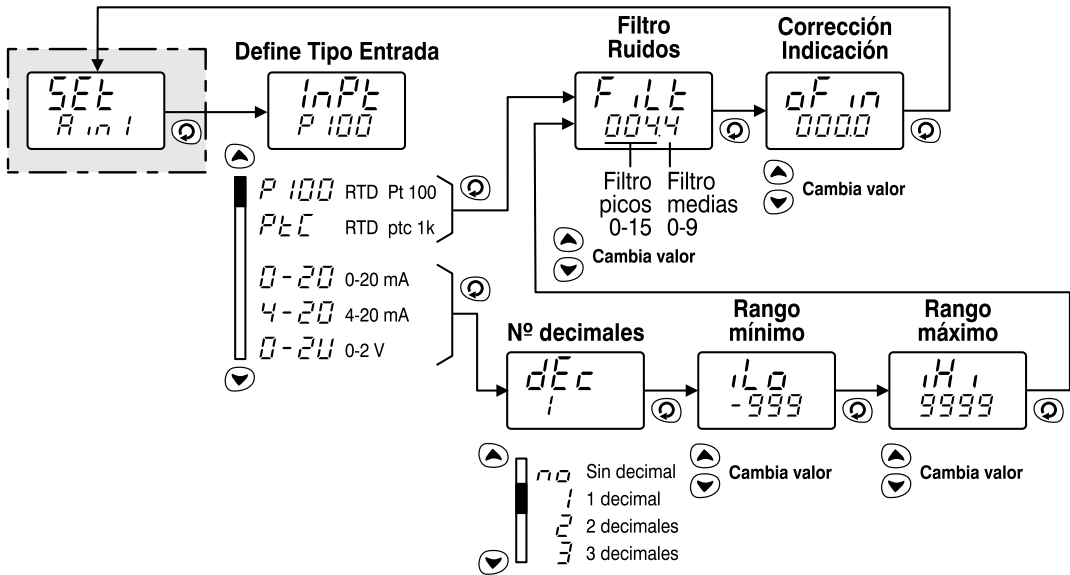 Define Tipo Entrada
Filtro
Ruidos
Corrección
Indicación
SEt
Ain1
InPt
P100
FiLt
004.4
oFin
000.0
P100 RTD Pt 100
PtC RTD ptc 1k
0-20 0-20 mA
4-20 4-20 mA
0-2U 0-2 V
Filtro
picos
0-15
Filtro
medias
0-9
Cambia valor
Cambia valor
Nº decimales
Rango
mínimo
Rango
máximo
dEc
1
iLo
-999
iHi
9999
no Sin decimal
1 1 decimal
2 2 decimales
3 3 decimales
Cambia valor
Cambia valor